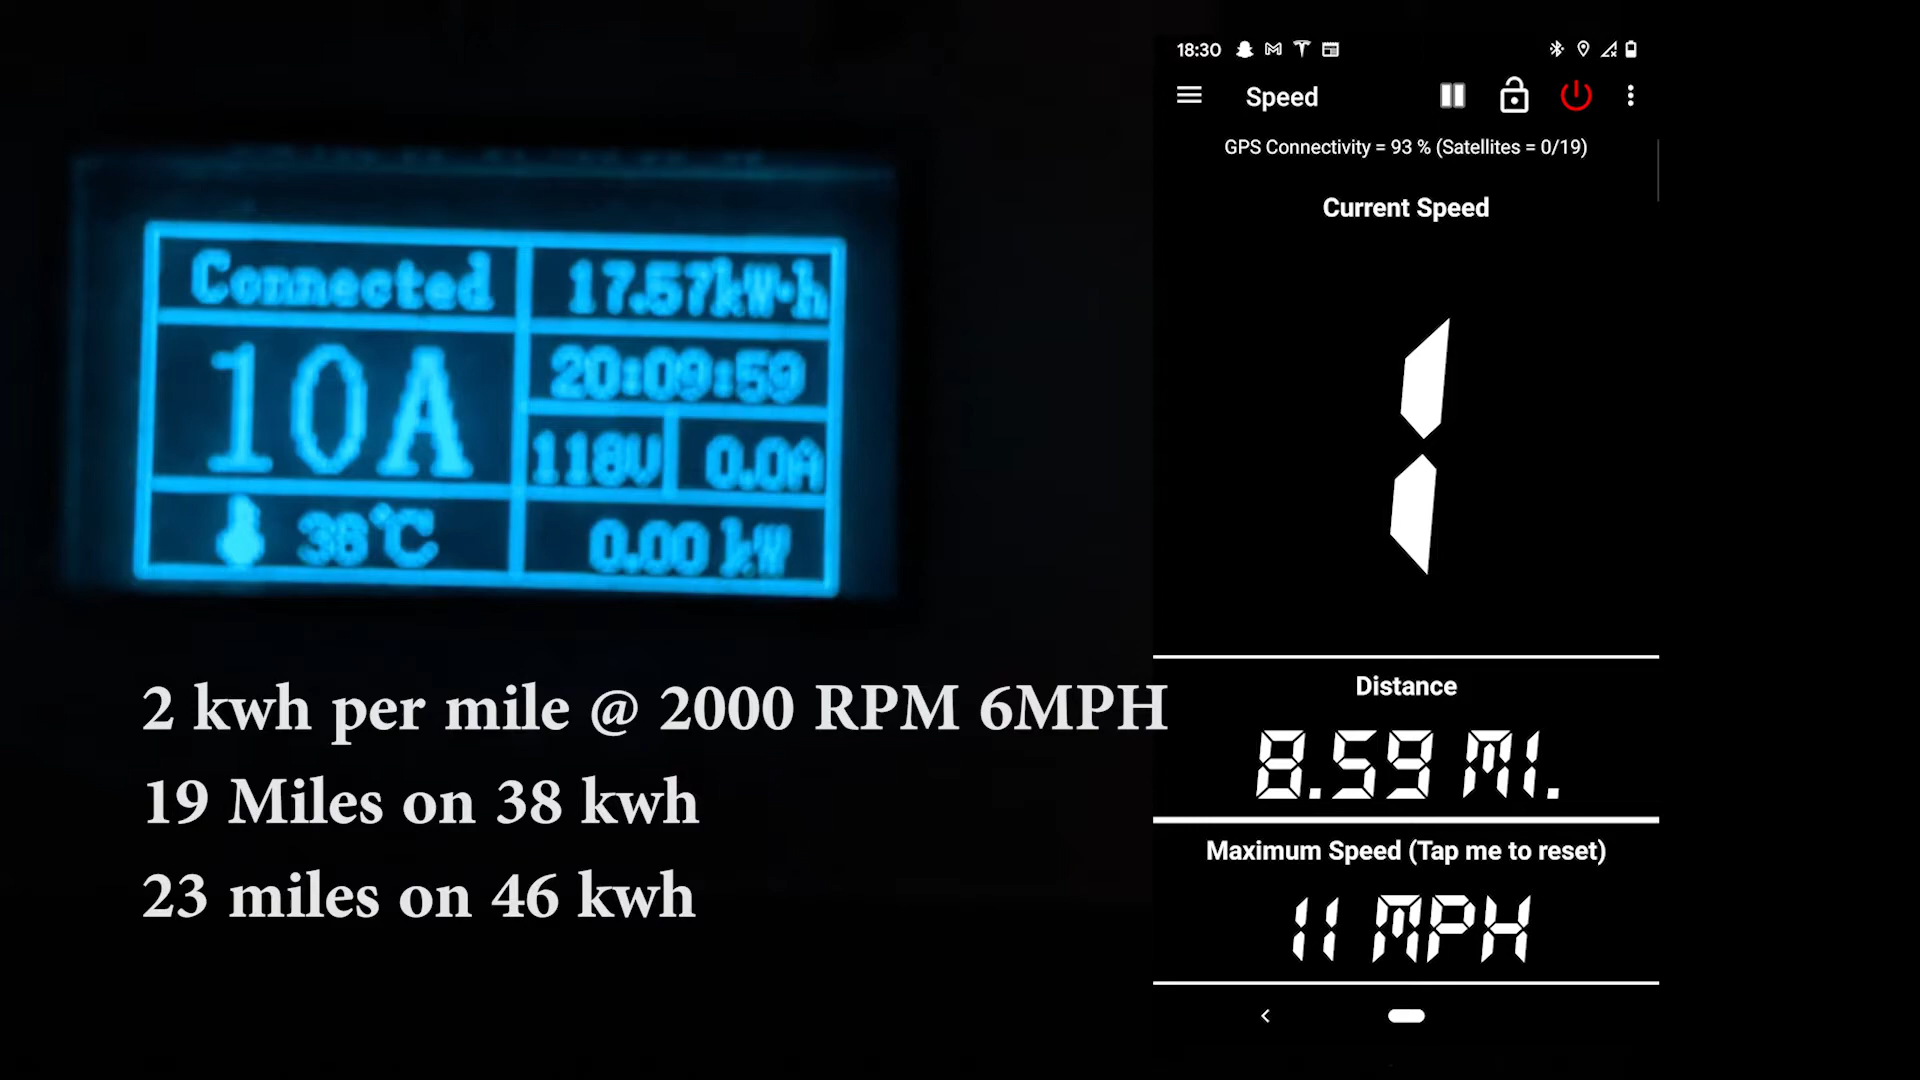 Connected
17.57kW·h
10A
20:09:59
118V
0.0A
38℃
0.00 kW
2 kwh per mile @ 2000 RPM 6MPH
19 Miles on 38 kwh
23 miles on 46 kwh
18:30
Speed
GPS Connectivity = 93 % (Satellites = 0/19)
Current Speed
1
Distance
8.59 MI.
Maximum Speed (Tap me to reset)
11 MPH